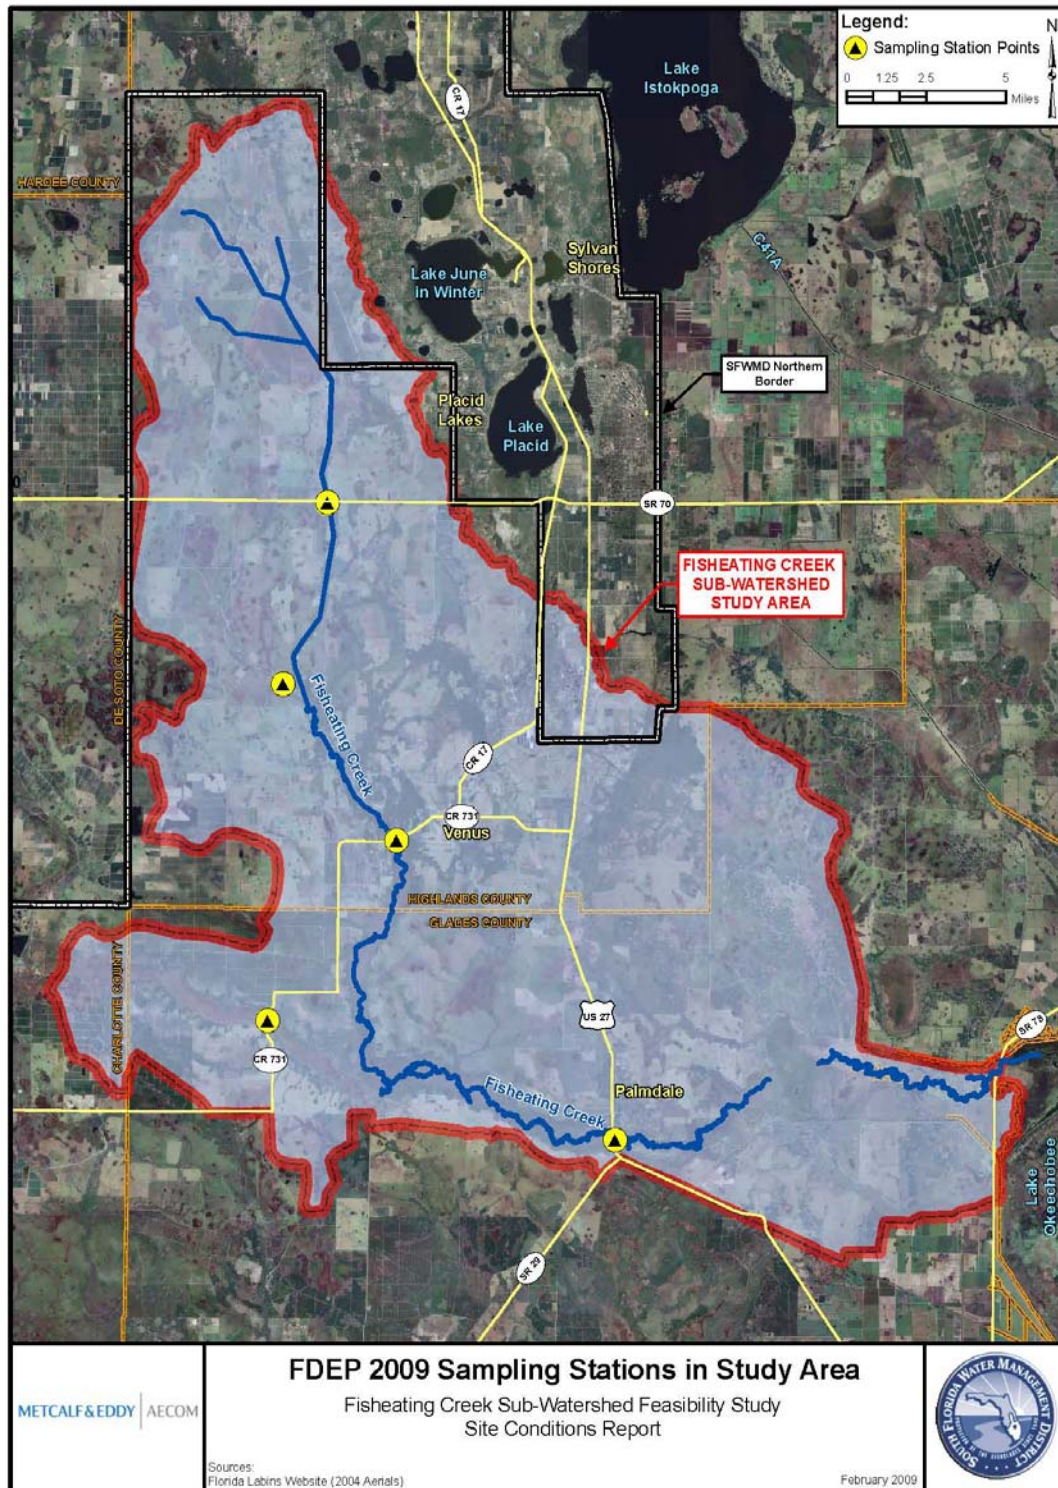 Legend:
N
Sampling Station Points
0 1.25 2.5 5
Miles
Lake
Istokpoga
CR 17
HARDEE COUNTY
Sylvan
Shores
C41A
Lake June
in Winter
SFWMD Northern
Border
Placid
Lakes
Lake
Placid
SR 70
FISHEATING CREEK
SUB-WATERSHED
STUDY AREA
DE SOTO COUNTY
Fisheating Creek
CR 17
CR 731
Venus
HIGHLANDS COUNTY
GLADES COUNTY
CHARLOTTE COUNTY
US 27
SR 78
CR 731
Fisheating Creek
Palmdale
Lake
Okeechobee
SR 29
METCALF & EDDY | AECOM
FDEP 2009 Sampling Stations in Study Area
Fisheating Creek Sub-Watershed Feasibility Study
Site Conditions Report
Sources:
Florida Labins Website (2004 Aerials)
February 2009
SOUTH FLORIDA WATER MANAGEMENT DISTRICT